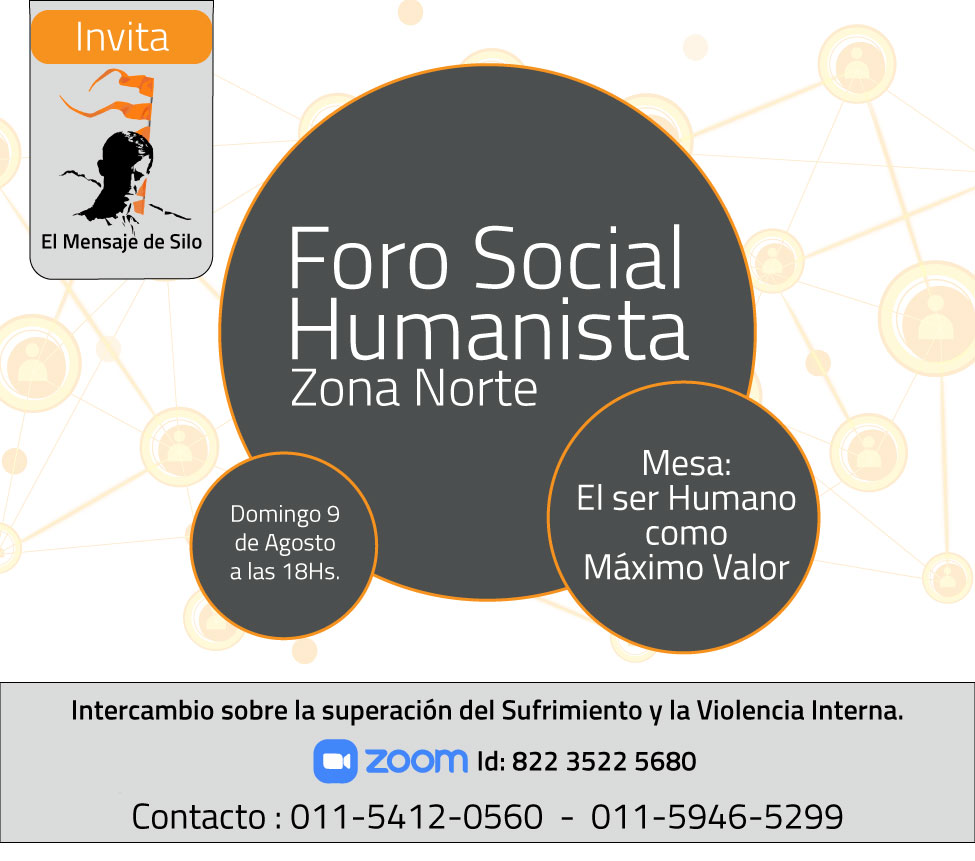 Invita
El Mensaje de Silo
Foro Social
Humanista
Zona Norte
Domingo 9
de Agosto
a las 18Hs.
Mesa:
El ser Humano
como
Máximo Valor
Intercambio sobre la superación del Sufrimiento y la Violencia Interna.
zoom Id: 822 3522 5680
Contacto : 011-5412-0560 - 011-5946-5299